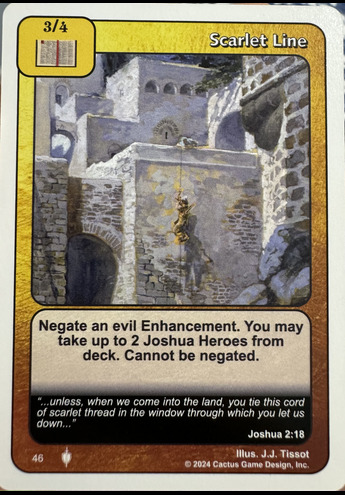 3/4
Scarlet Line
Negate an evil Enhancement. You may
take up to 2 Joshua Heroes from
deck. Cannot be negated.
"...unless, when we come into the land, you tie this cord
of scarlet thread in the window through which you let us
down..."
Joshua 2:18
Illus. J.J. Tissot
46
© 2024 Cactus Game Design, Inc.